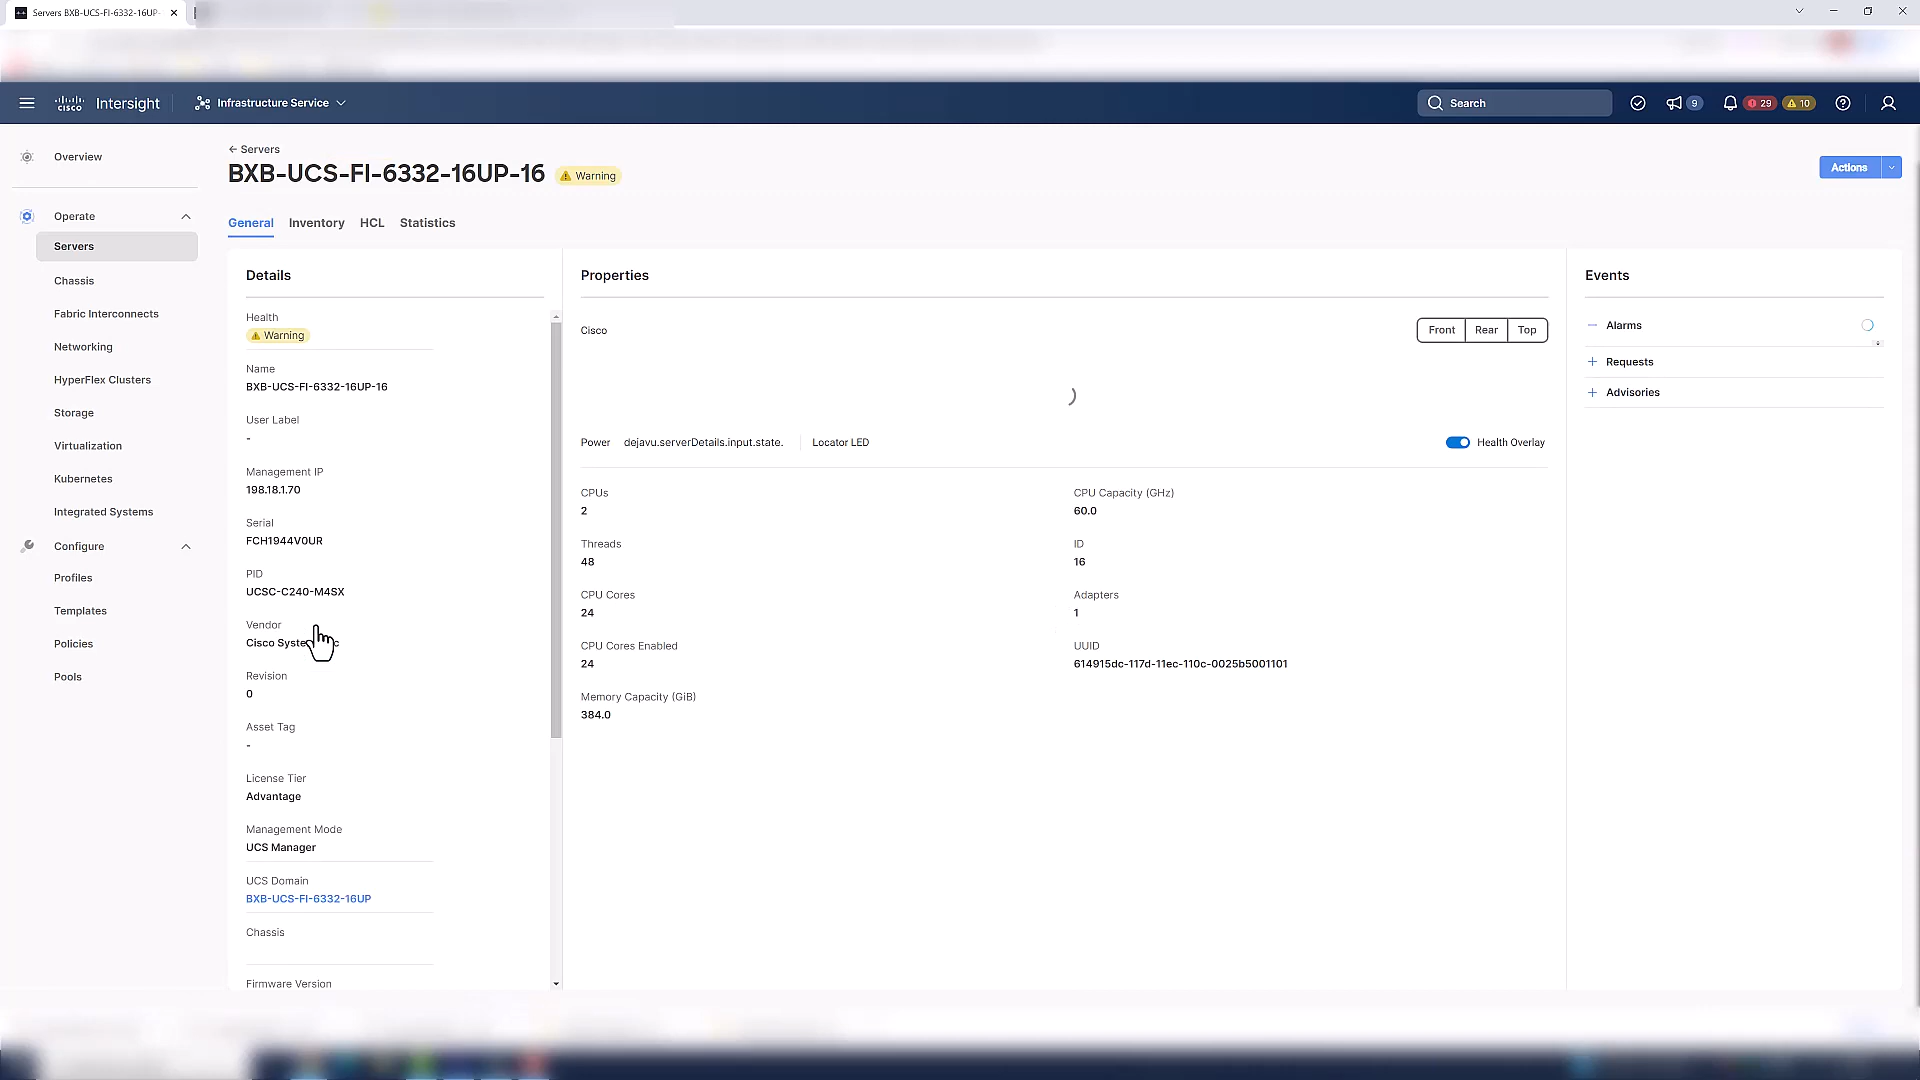 Servers BXB-UCS-FI-6332-16UP-
cisco Intersight
Infrastructure Service
Search
9
29
10
Overview
Operate
Servers
Chassis
Fabric Interconnects
Networking
HyperFlex Clusters
Storage
Virtualization
Kubernetes
Integrated Systems
Configure
Profiles
Templates
Policies
Pools
← Servers
BXB-UCS-FI-6332-16UP-16
Warning
Actions
General Inventory HCL Statistics
Details
Health
Warning
Name
BXB-UCS-FI-6332-16UP-16
User Label
-
Management IP
198.18.1.70
Serial
FCH1944V0UR
PID
UCSC-C240-M4SX
Vendor
Cisco
Revision
0
Asset Tag
-
License Tier
Advantage
Management Mode
UCS Manager
UCS Domain
BXB-UCS-FI-6332-16UP
Chassis
Firmware Version
Properties
Cisco
Front Rear Top
Power dejavu.serverDetails.input.state. Locator LED
Health Overlay
CPUs
2
CPU Capacity (GHz)
60.0
Threads
48
ID
16
CPU Cores
24
Adapters
1
CPU Cores Enabled
24
UUID
614915dc-117d-11ec-110c-0025b5001101
Memory Capacity (GiB)
384.0
Events
Alarms
Requests
Advisories